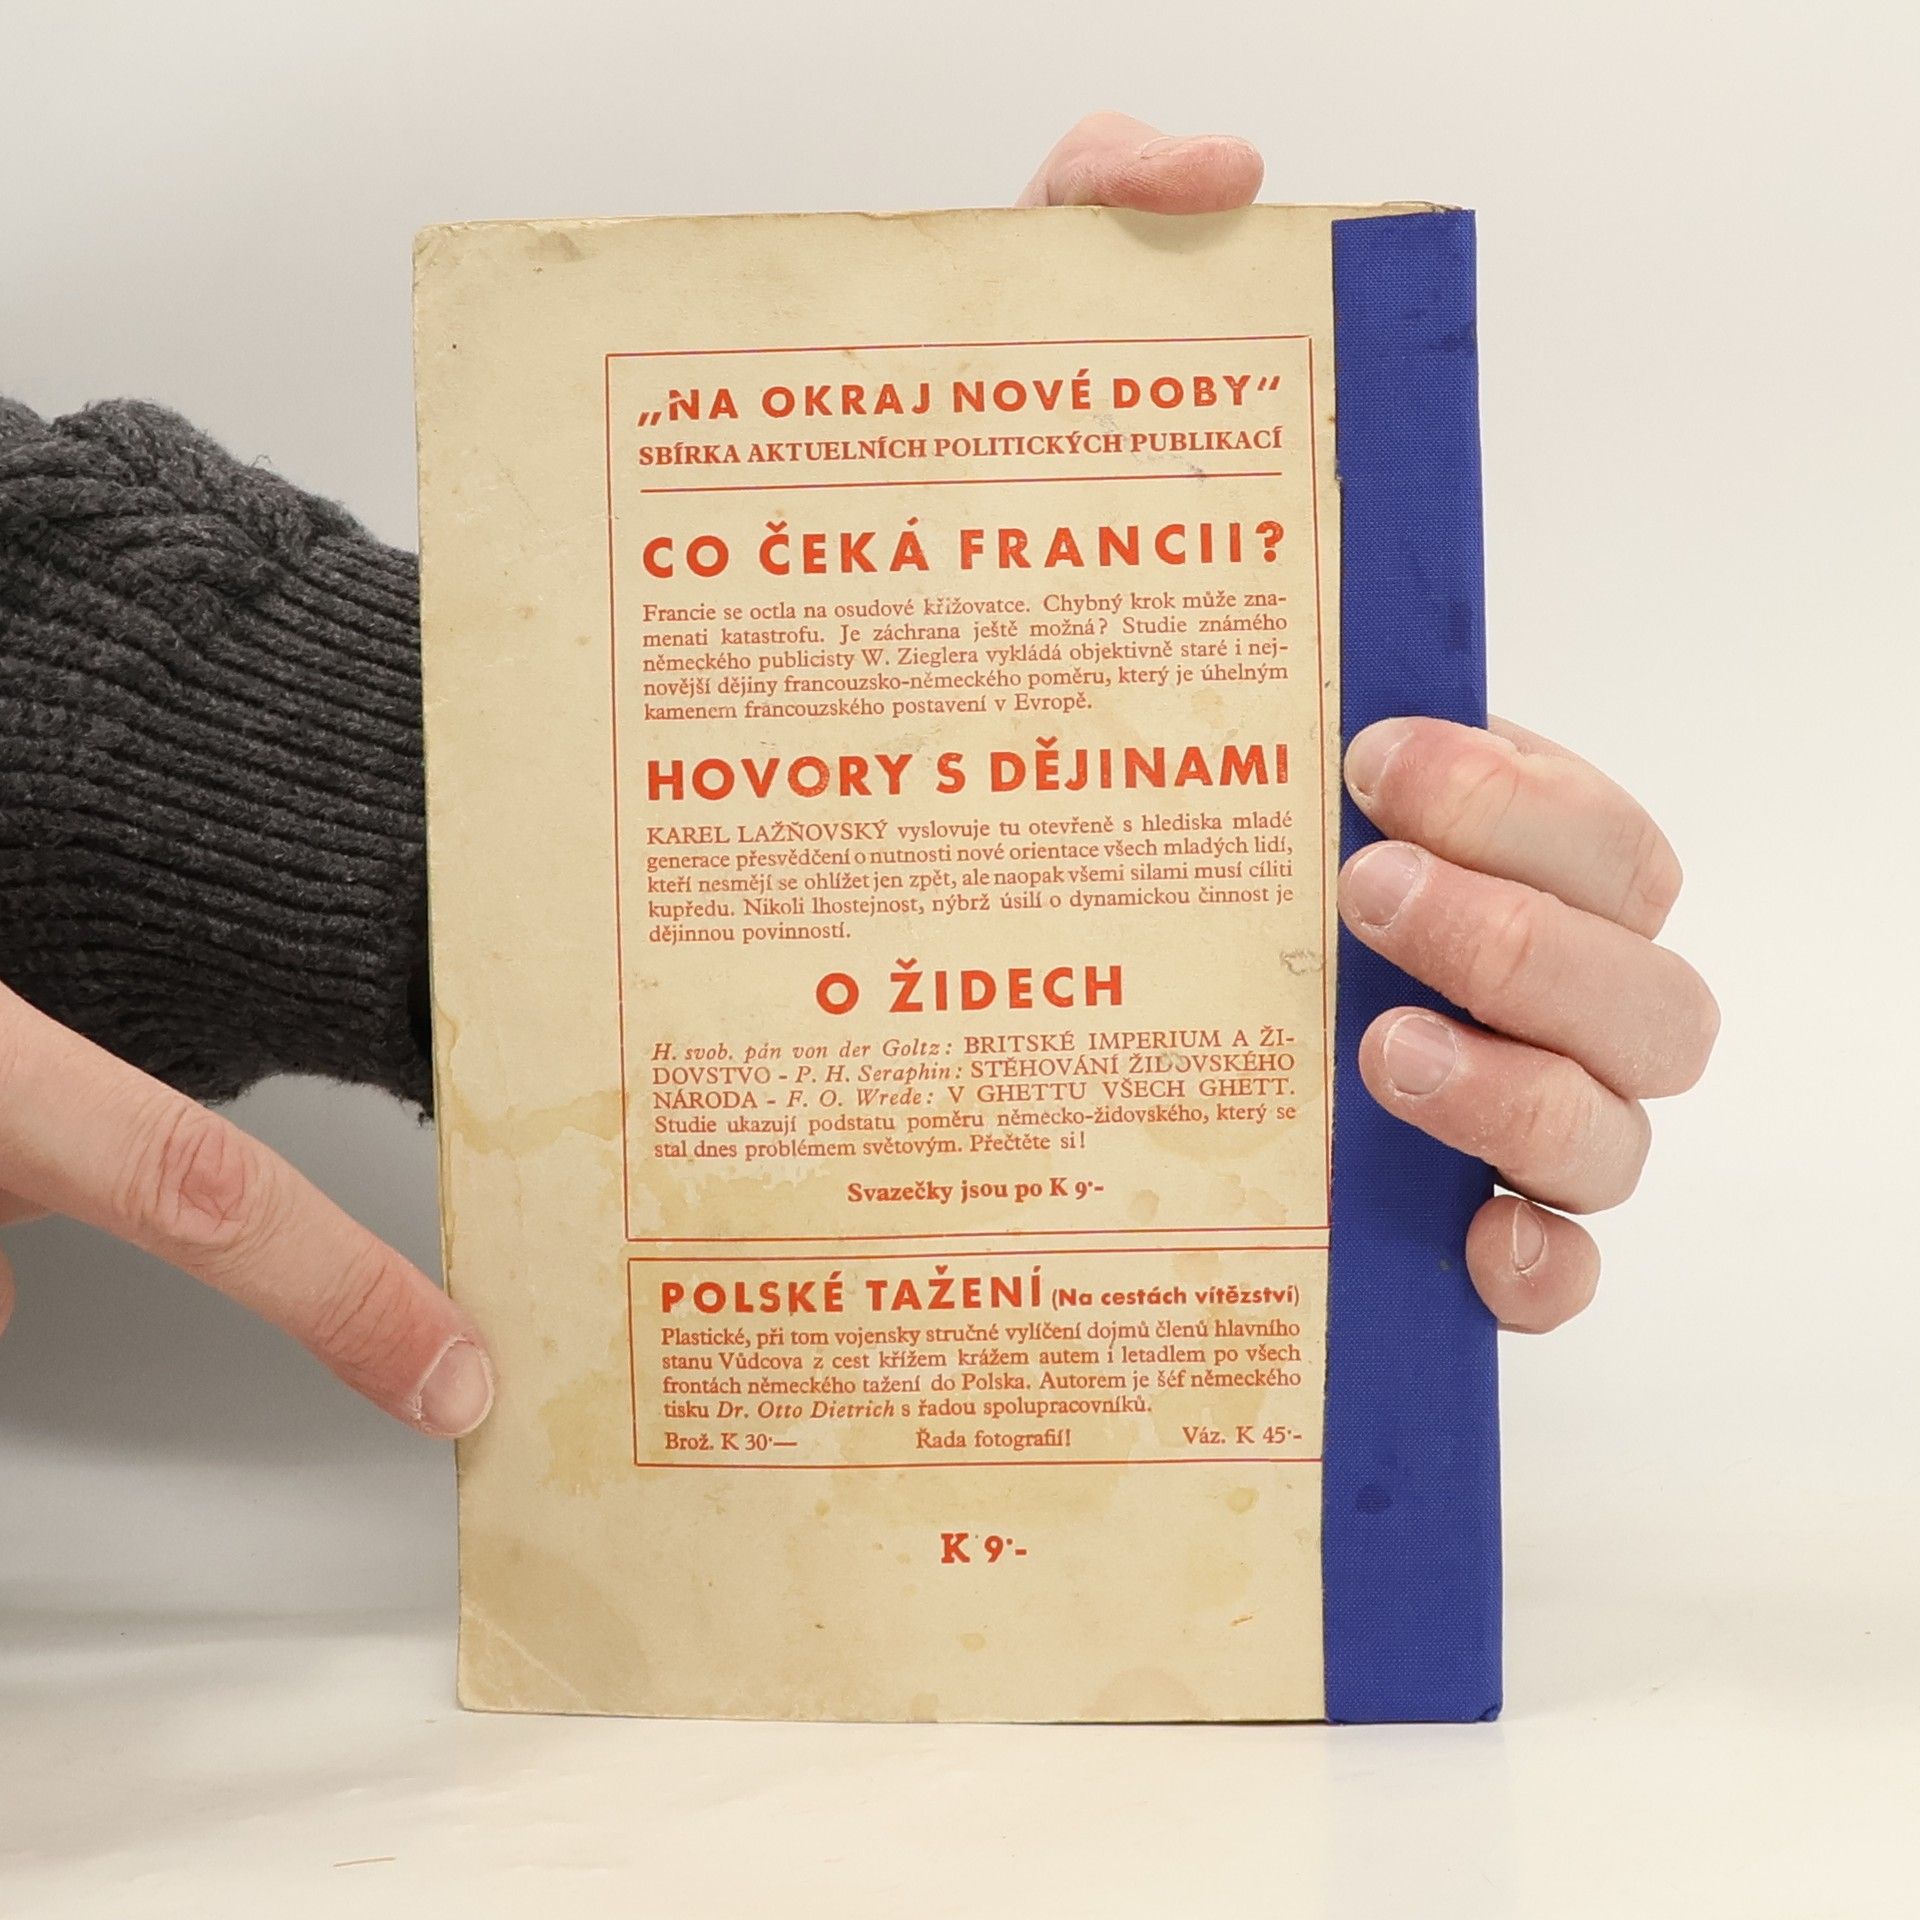 „NA OKRAJ NOVÉ DOBY“
SBÍRKA AKTUELNÍCH POLITICKÝCH PUBLIKACÍ
CO ČEKÁ FRANCII?
Francie se octla na osudové křižovatce. Chybný krok může zna-
menati katastrofu. Je záchrana ještě možná? Studie známého
německého publicisty W. Zieglera vykládá objektivně staré i nej-
novější dějiny francouzsko-německého poměru, který je úhelným
kamenem francouzského postavení v Evropě.
HOVORY S DĚJINAMI
KAREL LAŽŇOVSKÝ vyslovuje tu otevřeně s hlediska mladé
generace přesvědčení o nutnosti nové orientace všech mladých lidí,
kteří nesmějí se ohlížet jen zpět, ale naopak všemi silami musí cíliti
kupředu. Nikoli lhostejnost, nýbrž úsilí o dynamickou činnost je
dějinnou povinností.
O ŽIDECH
H. svob. pán von der Goltz: BRITSKÉ IMPERIUM A ŽI-
DOVSTVO - P. H. Seraphin: STĚHOVÁNÍ ŽIDOVSKÉHO
NÁRODA - F. O. Wrede: V GHETTU VŠECH GHETT.
Studie ukazují podstatu poměru německo-židovského, který se
stal dnes problémem světovým. Přečtěte si!
Svazečky jsou po K 9·-
POLSKÉ TAŽENÍ (Na cestách vítězství)
Plastické, při tom vojensky stručné vylíčení dojmů členů hlavního
stanu Vůdcova z cest křížem krážem autem i letadlem po všech
frontách německého tažení do Polska. Autorem je šéf německého
tisku Dr. Otto Dietrich s řadou spolupracovníků.
Brož. K 30·— Řada fotografií! Váz. K 45·-
K 9·-